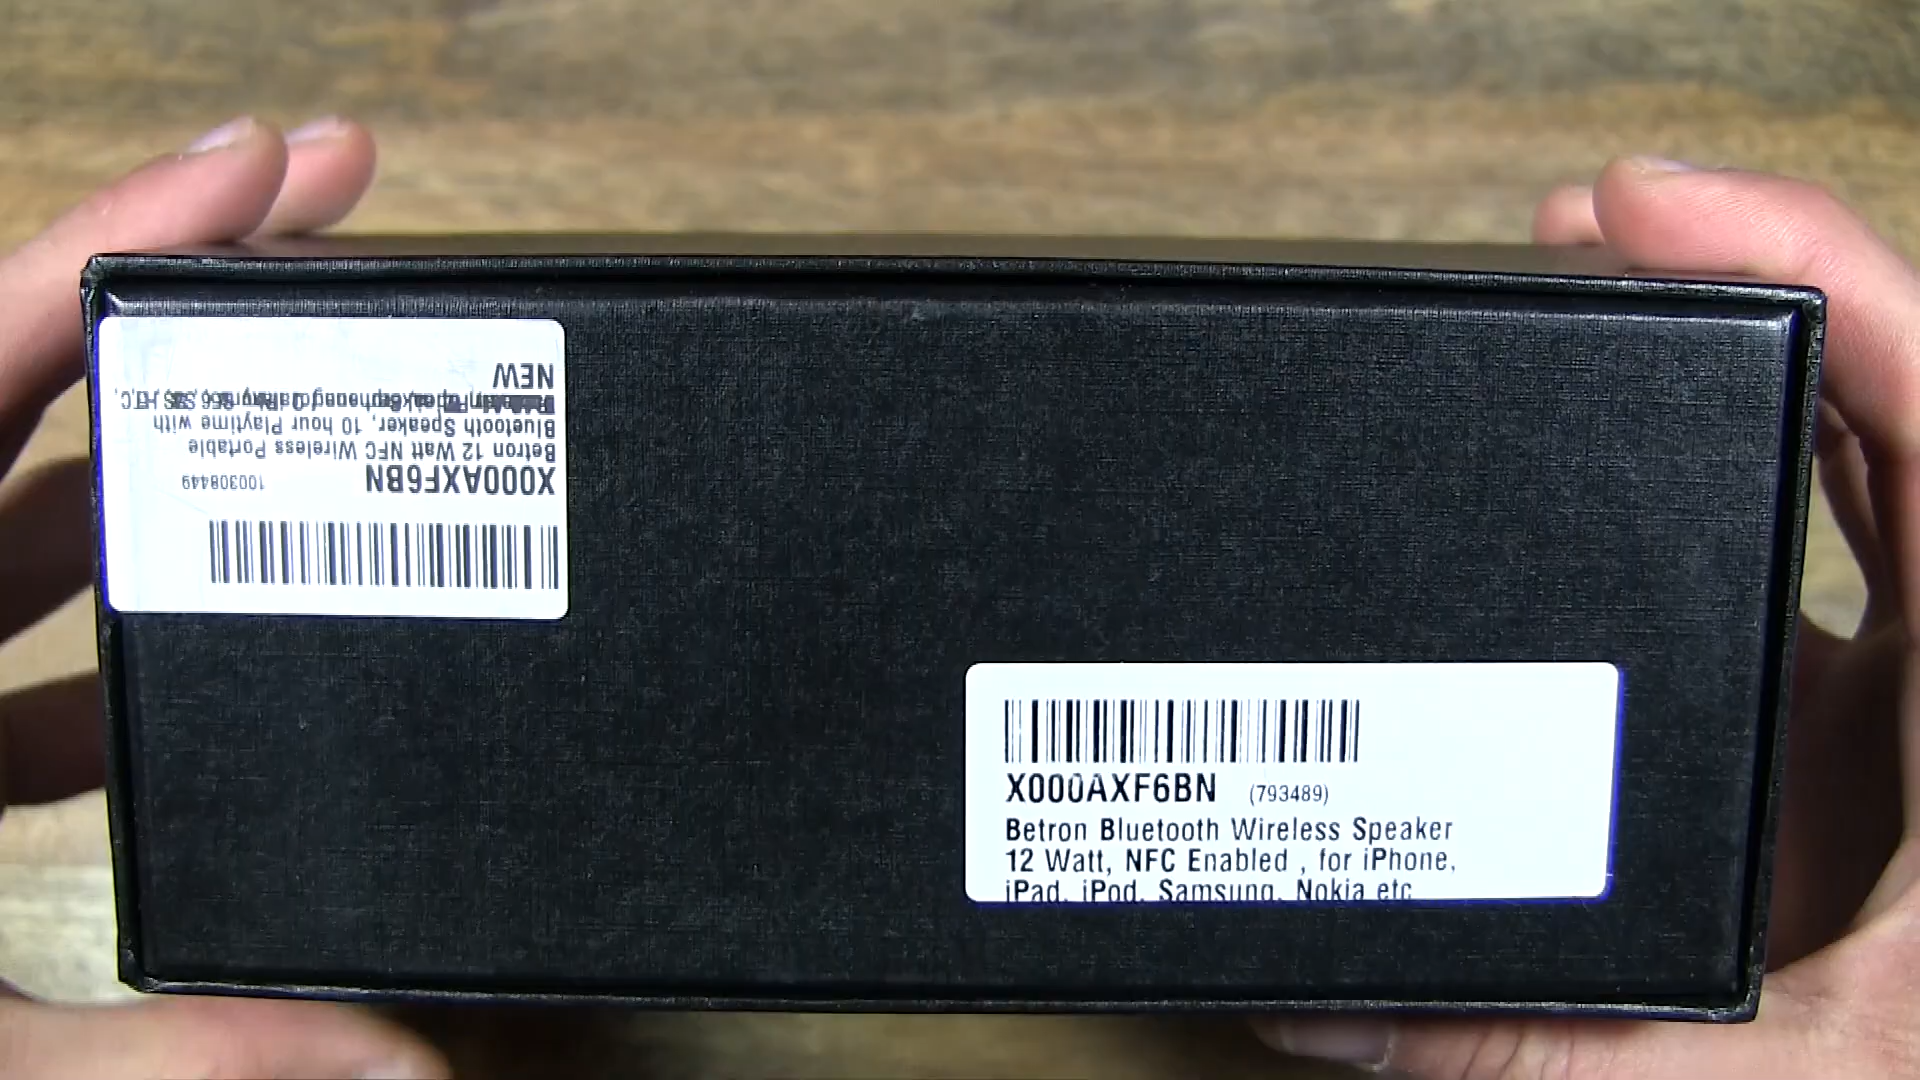 X000AXF6BN 100308449
Betron 12 Watt NFC Wireless Portable
Bluetooth Speaker, 10 hour Playtime with
NEW
X000AXF6BN (793489)
Betron Bluetooth Wireless Speaker
12 Watt, NFC Enabled , for iPhone,
iPad, iPod, Samsung, Nokia etc